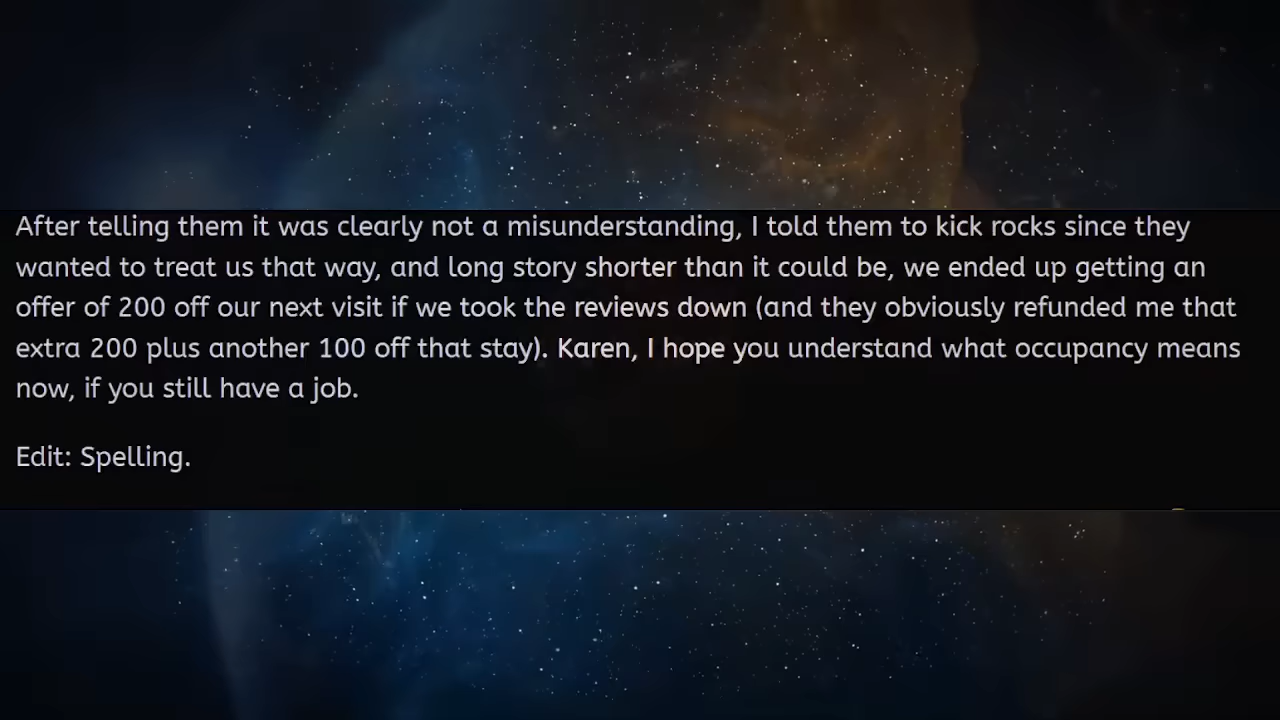 After telling them it was clearly not a misunderstanding, I told them to kick rocks since they
wanted to treat us that way, and long story shorter than it could be, we ended up getting an
offer of 200 off our next visit if we took the reviews down (and they obviously refunded me that
extra 200 plus another 100 off that stay). Karen, I hope you understand what occupancy means
now, if you still have a job.
Edit: Spelling.